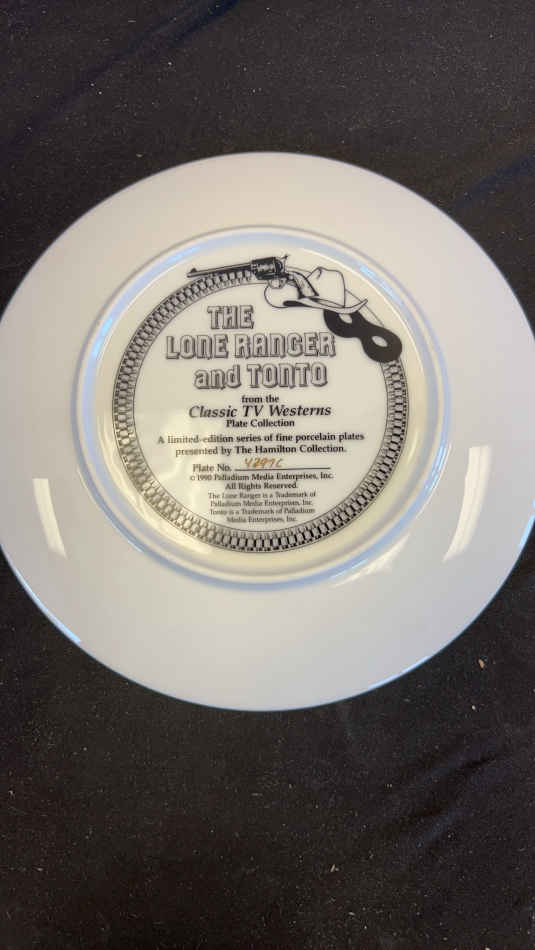 THE
LONE RANGER
and TONTO
from the
Classic TV Westerns
Plate Collection
A limited-edition series of fine porcelain plates
presented by The Hamilton Collection.
Plate No. 4297C
© 1990 Palladium Media Enterprises, Inc.
All Rights Reserved.
The Lone Ranger is a Trademark of
Palladium Media Enterprises, Inc.
Tonto is a Trademark of Palladium
Media Enterprises, Inc.